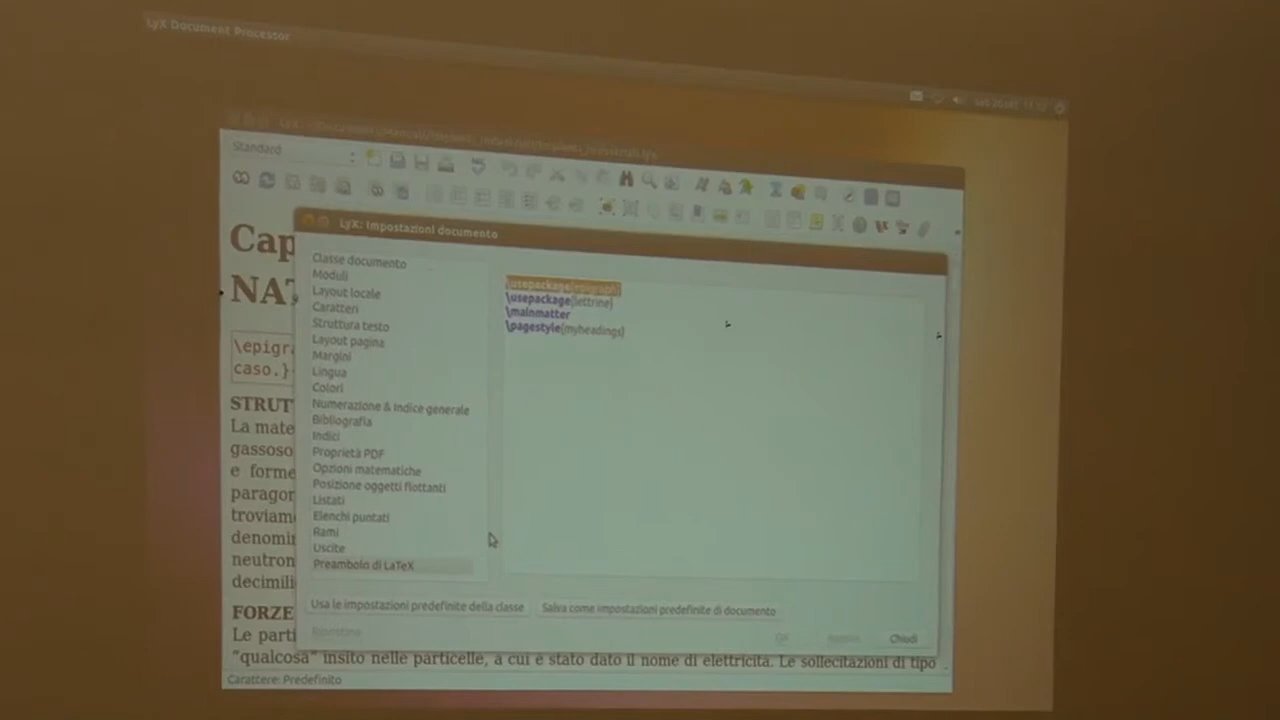 LyX Document Processor
Standard
LyX: Impostazioni documento
Cap
NAT
\epigra
caso.}
STRUT
La mate
gassoso
e forme
paragon
troviamo
denomin
neutron
decimili
FORZE
Le parti
"qualcosa" insito nelle particelle, a cui è stato dato il nome di elettricità. Le sollecitazioni di tipo
Carattere: Predefinito
Classe documento
Moduli
Layout locale
Caratteri
Struttura testo
Layout pagina
Margini
Lingua
Colori
Numerazione & Indice generale
Bibliografia
Indici
Proprietà PDF
Opzioni matematiche
Posizione oggetti flottanti
Listati
Elenchi puntati
Rami
Uscite
Preambolo di LaTeX
\usepackage{epigraph}
\usepackage{lettrine}
\mainmatter
\pagestyle{myheadings}
Usa le impostazioni predefinite della classe
Salva come impostazioni predefinite di documento
Ripristina
OK
Chiudi